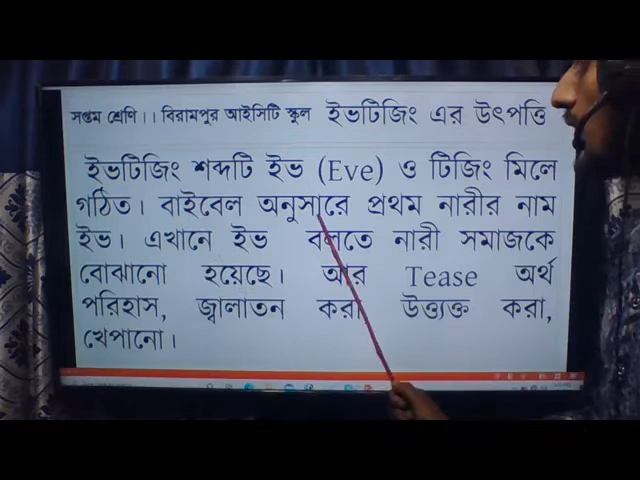 সপ্তম শ্রেণি ।। বিরামপুর আইসিটি স্কুল ইভটিজিং এর উৎপত্তি
ইভটিজিং শব্দটি ইভ (Eve) ও টিজিং মিলে
গঠিত। বাইবেল অনুসারে প্রথম নারীর নাম
ইভ। এখানে ইভ বলতে নারী সমাজকে
বোঝানো হয়েছে। আর Tease অর্থ
পরিহাস, জ্বালাতন করা উত্ত্যক্ত করা,
খেপানো।